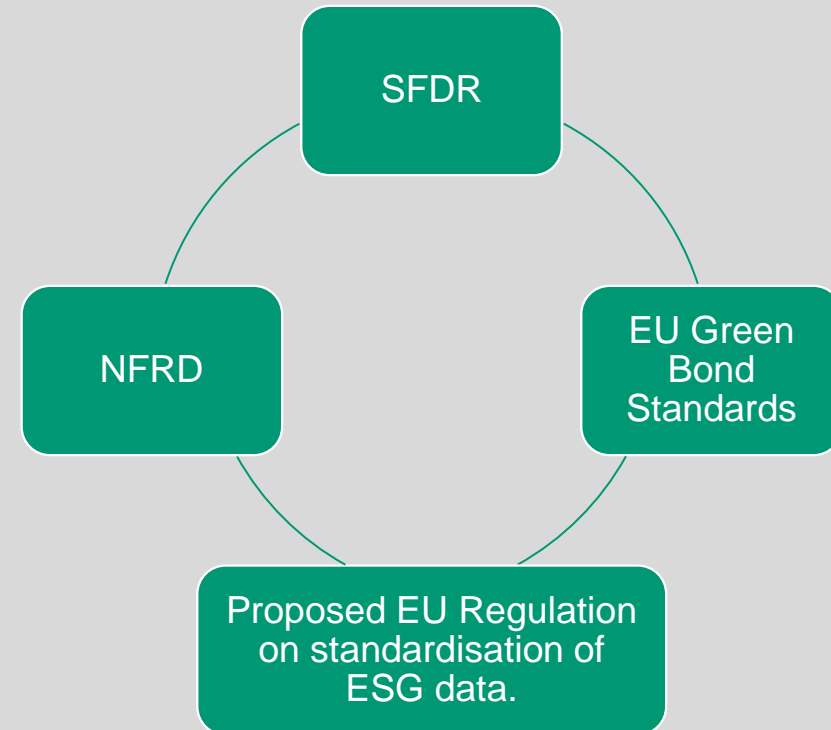 SFDR
NFRD
EU Green
Bond
Standards
Proposed EU Regulation
on standardisation of
ESG data.